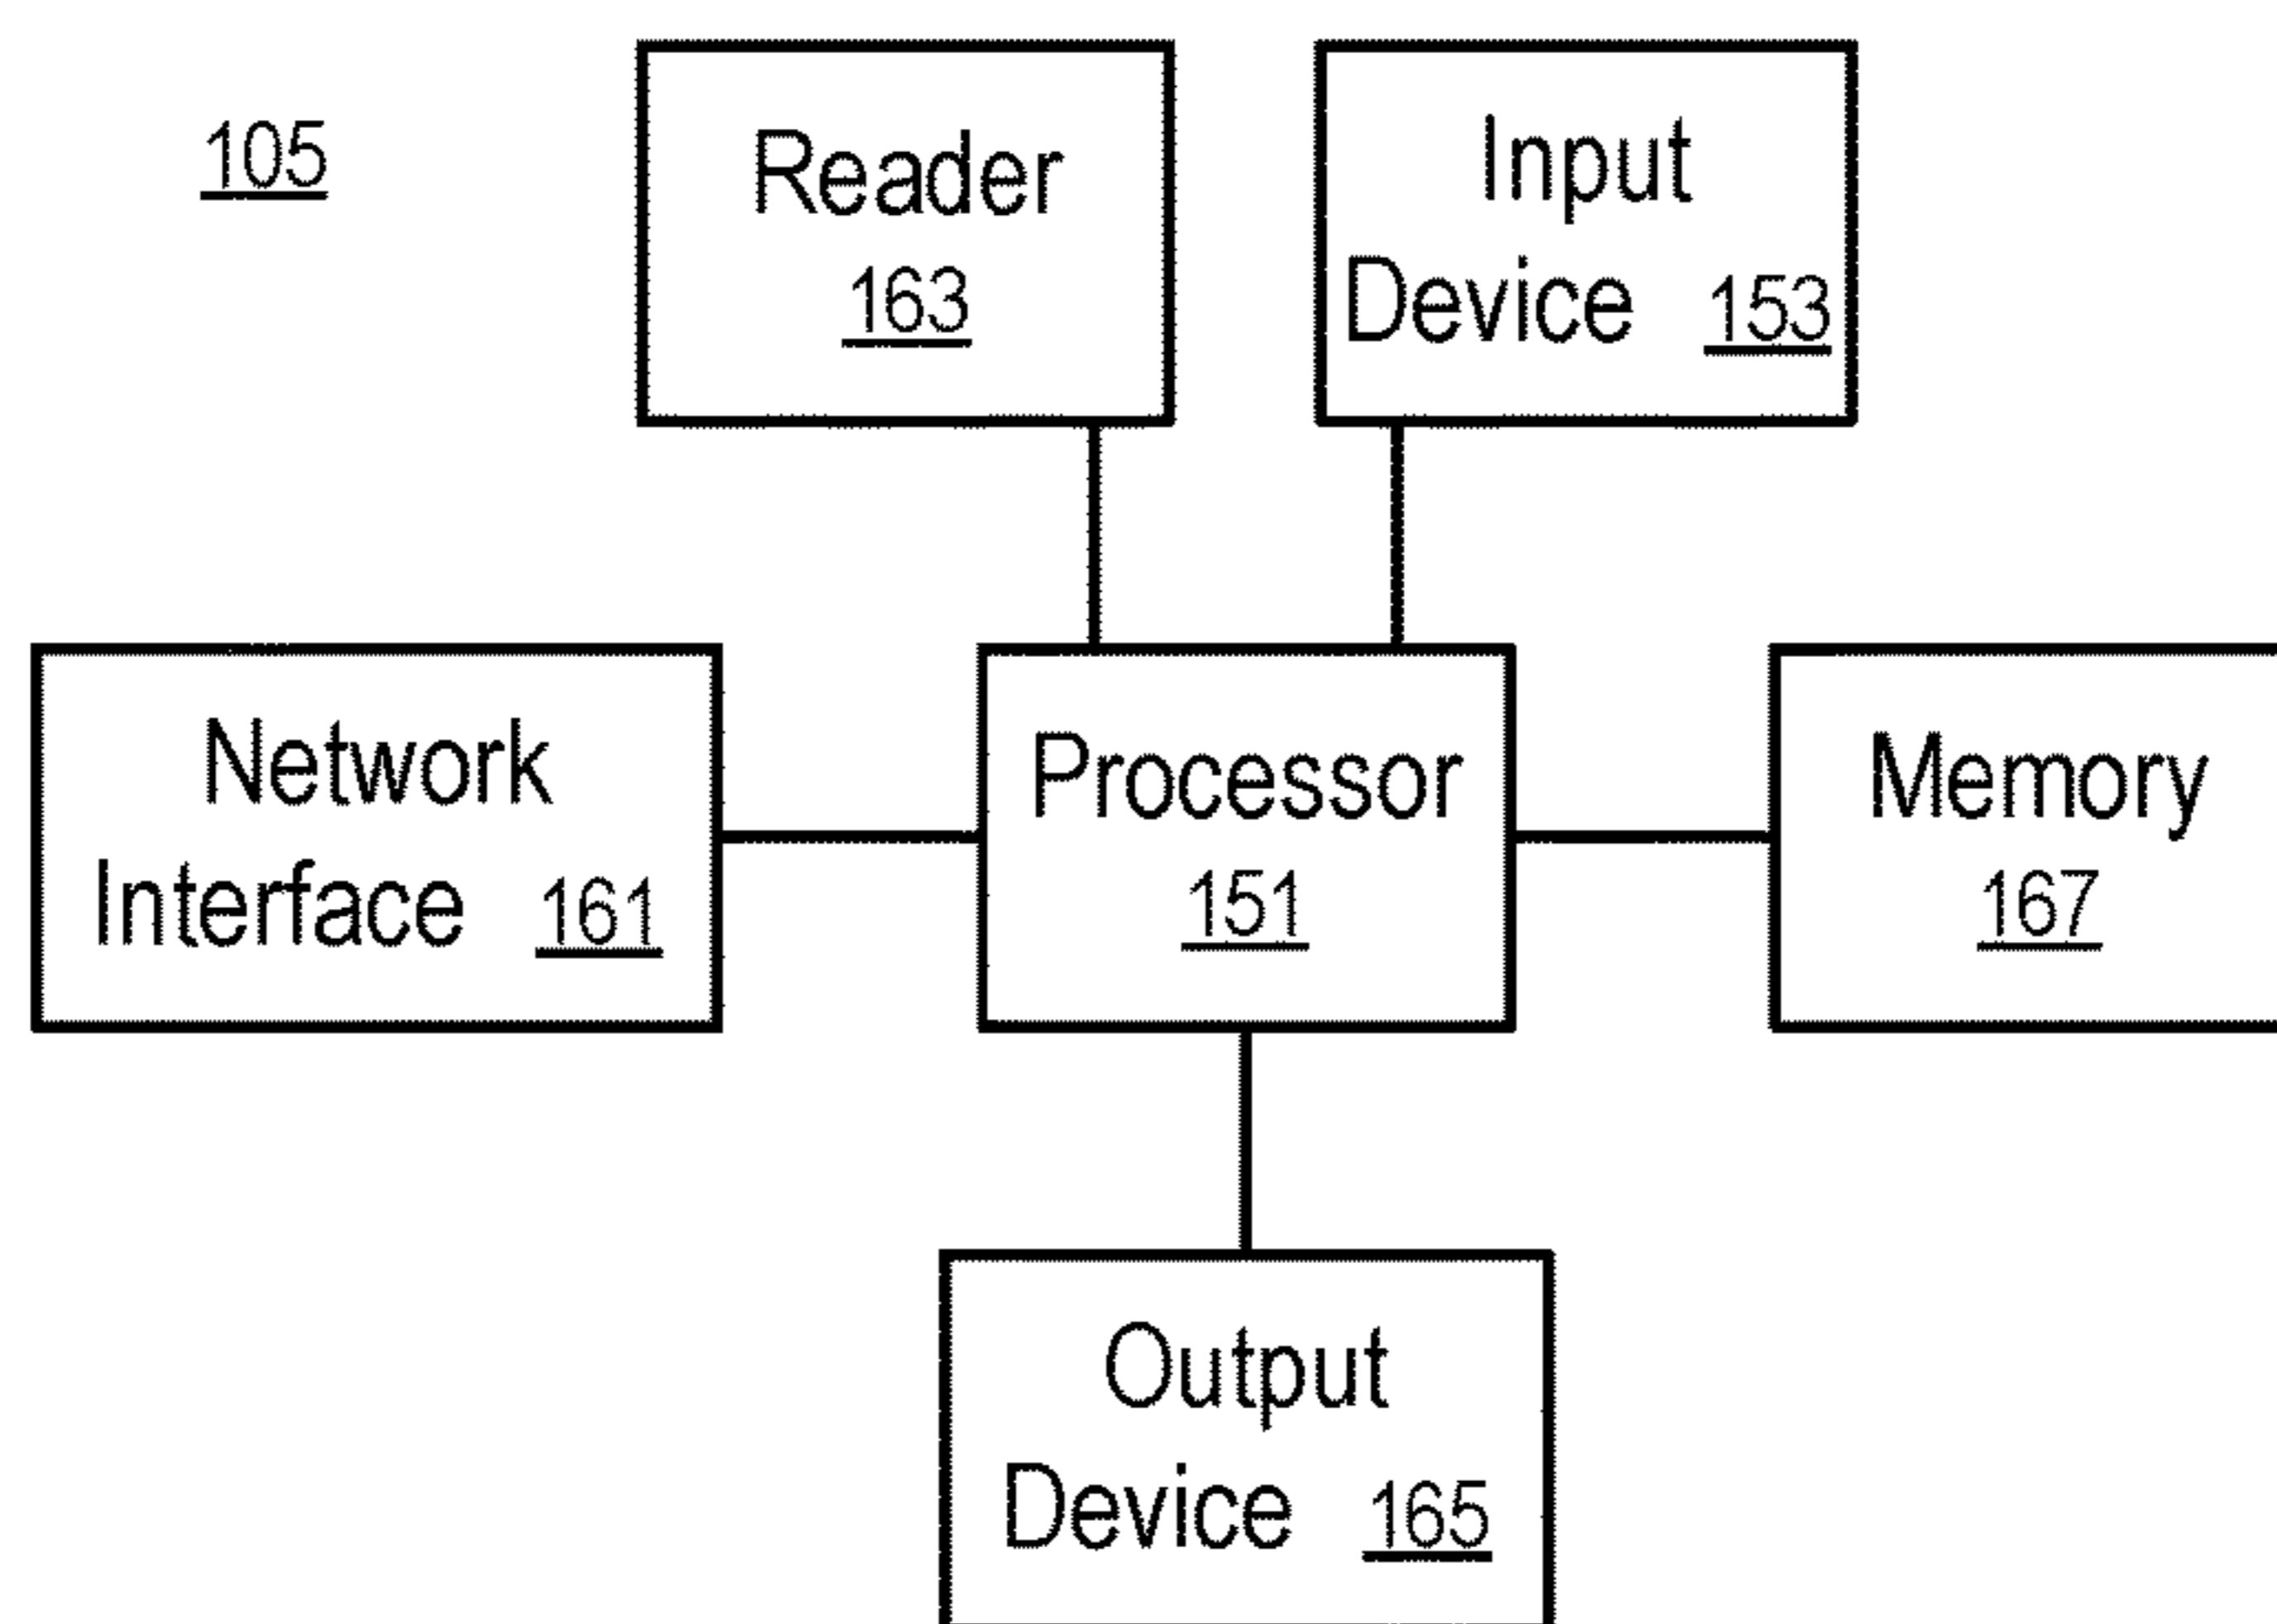 105
Reader
163
Input
Device 153
Network
Interface 161
Processor
151
Memory
167
Output
Device 165